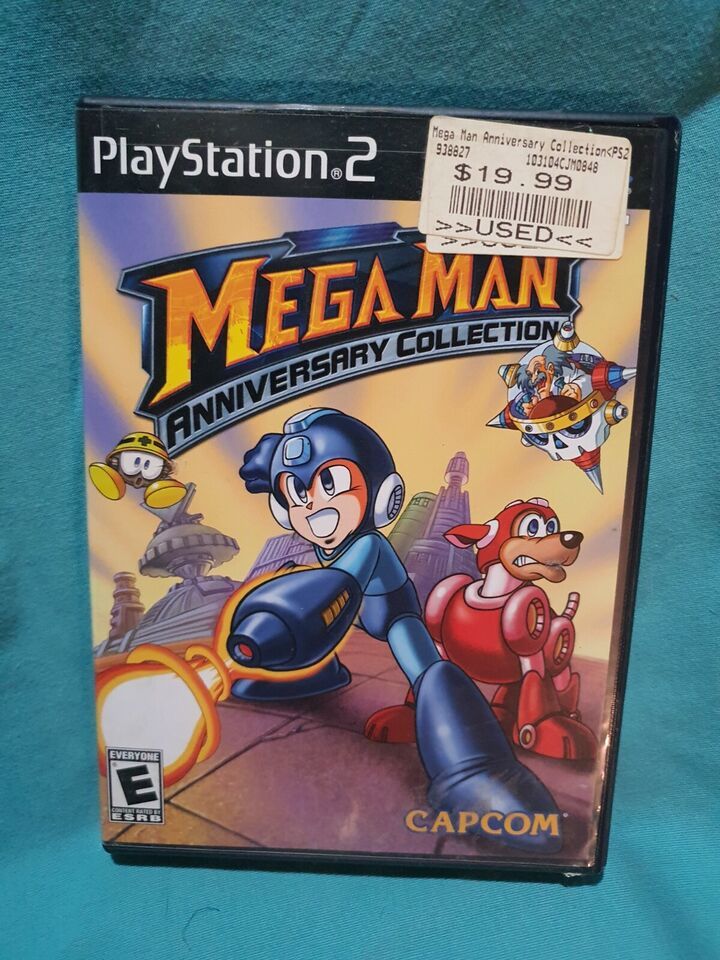 PlayStation®2
Mega Man Anniversary Collection<PS2
938827 103104CJM0848
$19.99
>>USED<<
MEGA MAN
ANNIVERSARY COLLECTION
EVERYONE
E
CONTENT RATED BY
ESRB
CAPCOM®